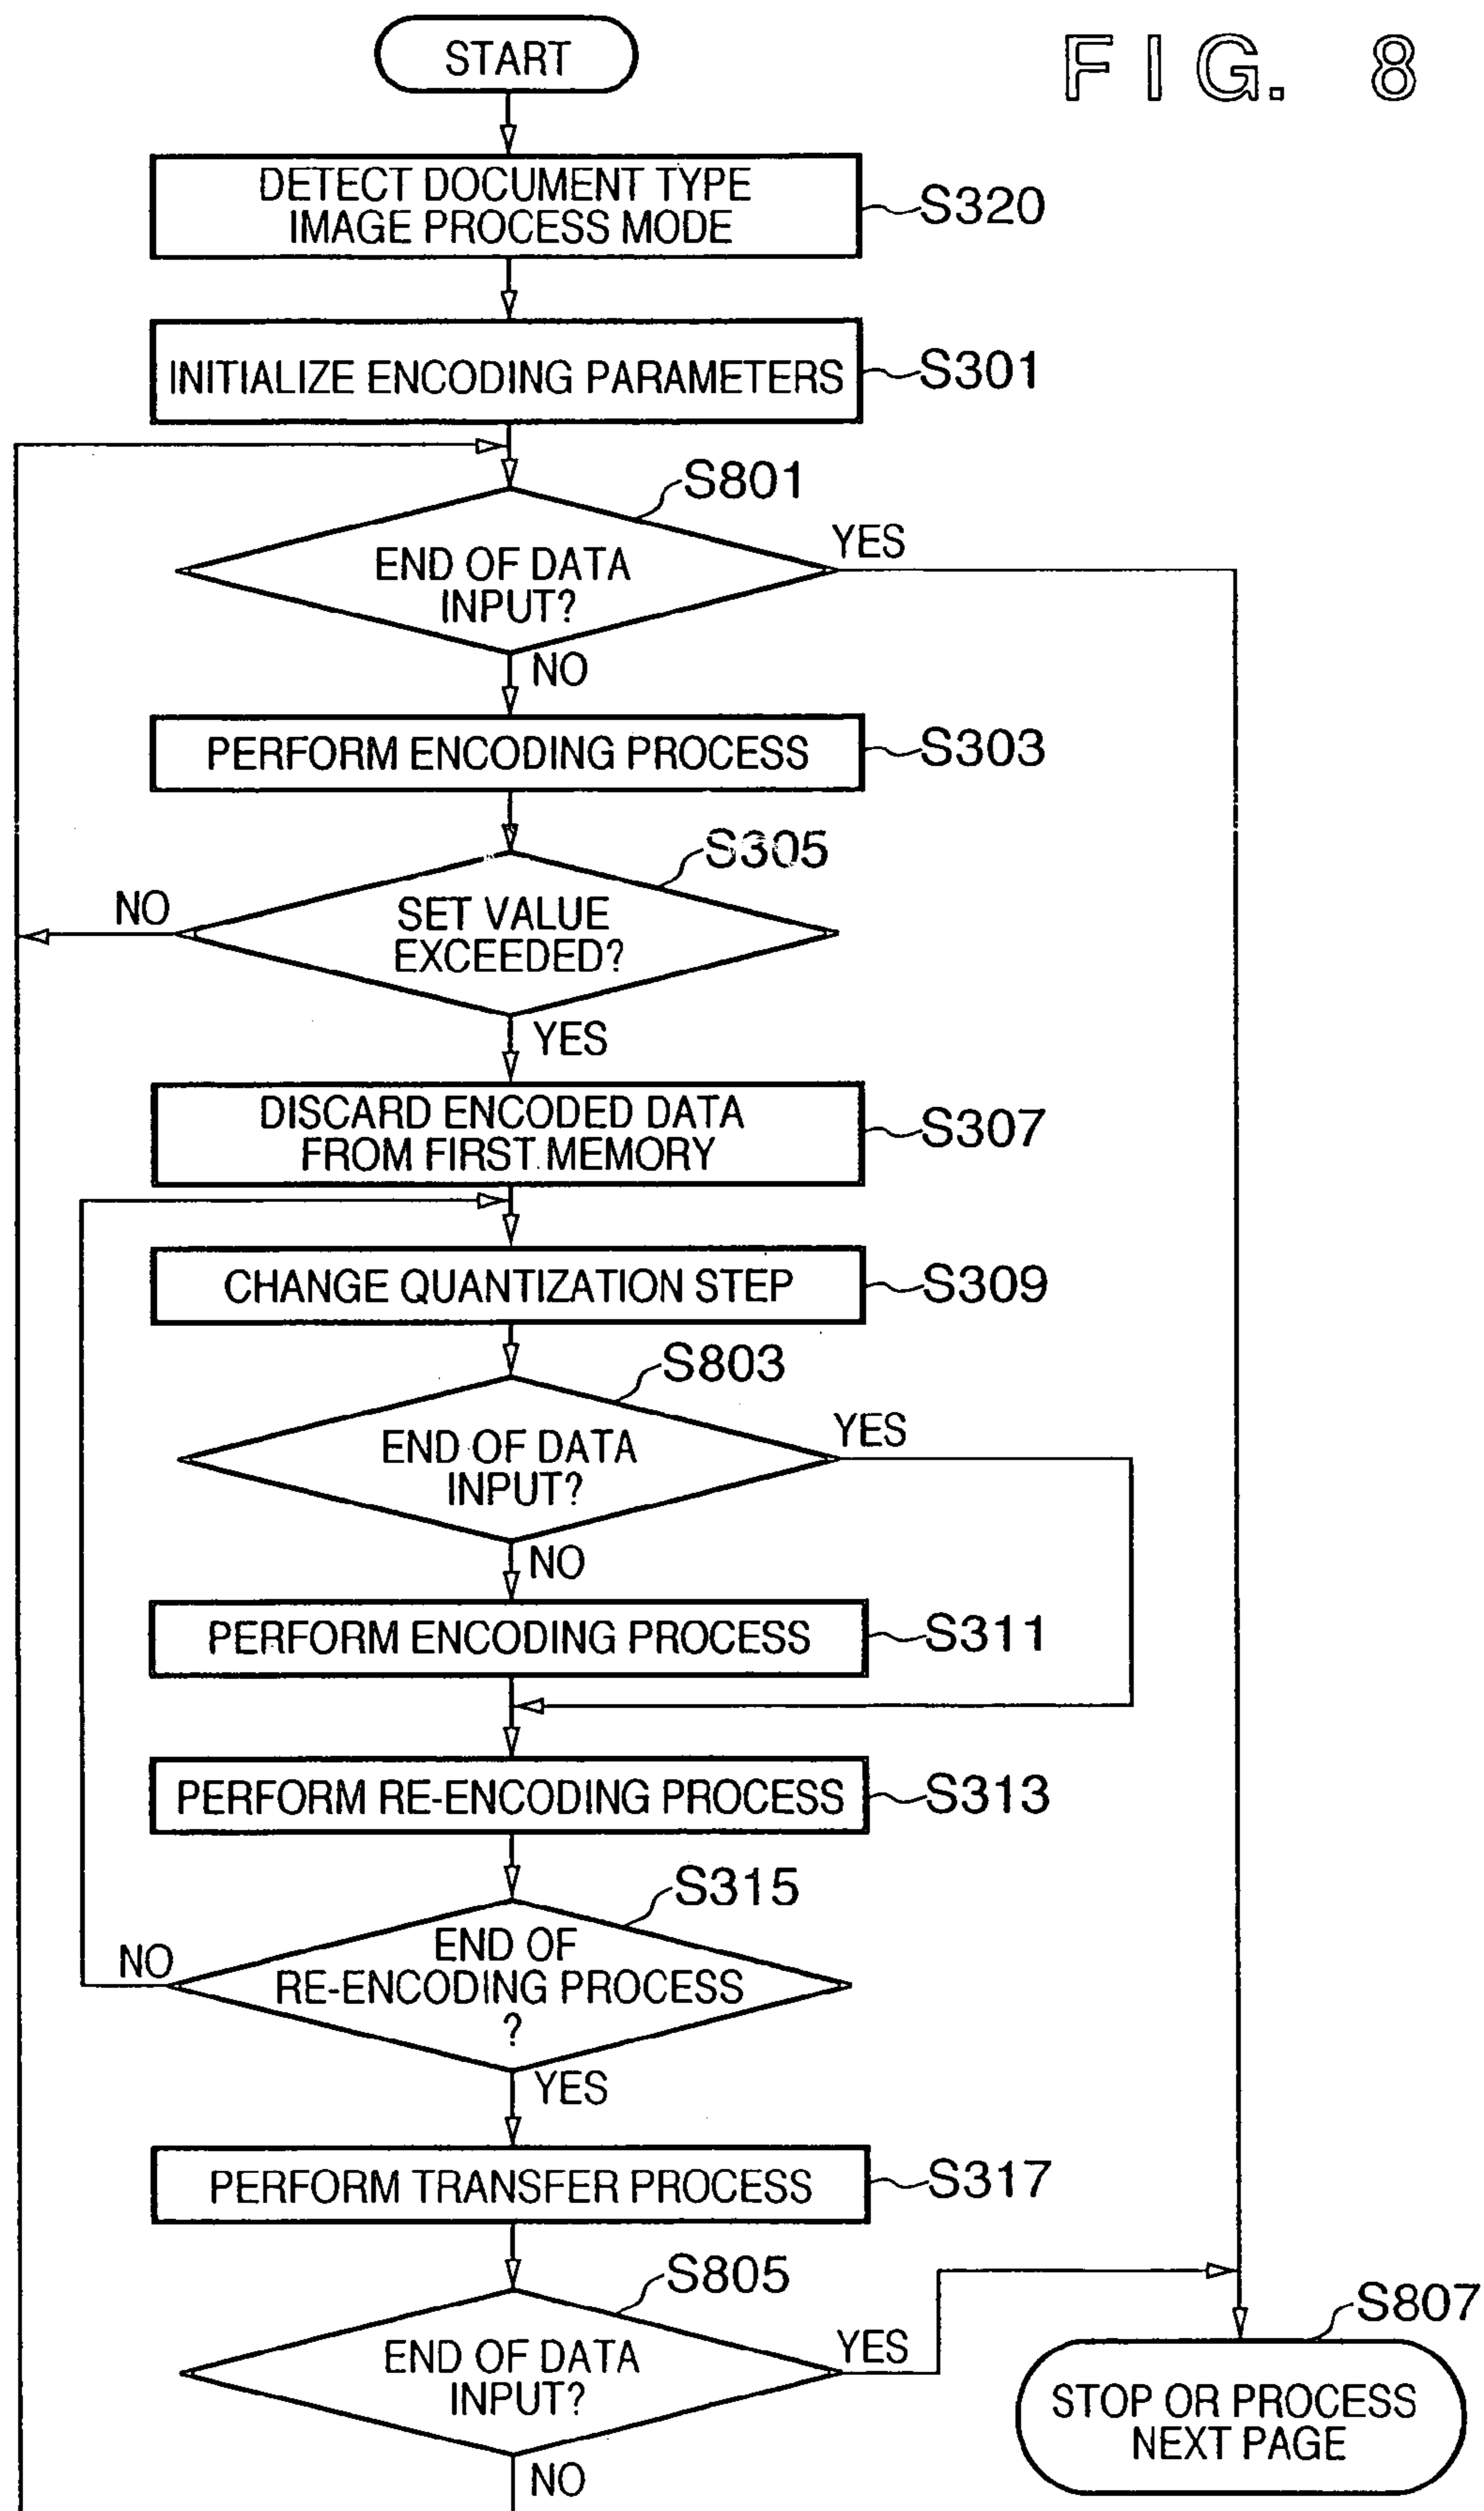 START
FIG. 8
DETECT DOCUMENT TYPE
IMAGE PROCESS MODE
S320
INITIALIZE ENCODING PARAMETERS
S301
S801
END OF DATA
INPUT?
YES
NO
PERFORM ENCODING PROCESS
S303
S305
SET VALUE
EXCEEDED?
NO
YES
DISCARD ENCODED DATA
FROM FIRST MEMORY
S307
CHANGE QUANTIZATION STEP
S309
S803
END OF DATA
INPUT?
YES
NO
PERFORM ENCODING PROCESS
S311
PERFORM RE-ENCODING PROCESS
S313
S315
END OF
RE-ENCODING PROCESS
?
NO
YES
PERFORM TRANSFER PROCESS
S317
S805
END OF DATA
INPUT?
YES
NO
S807
STOP OR PROCESS
NEXT PAGE